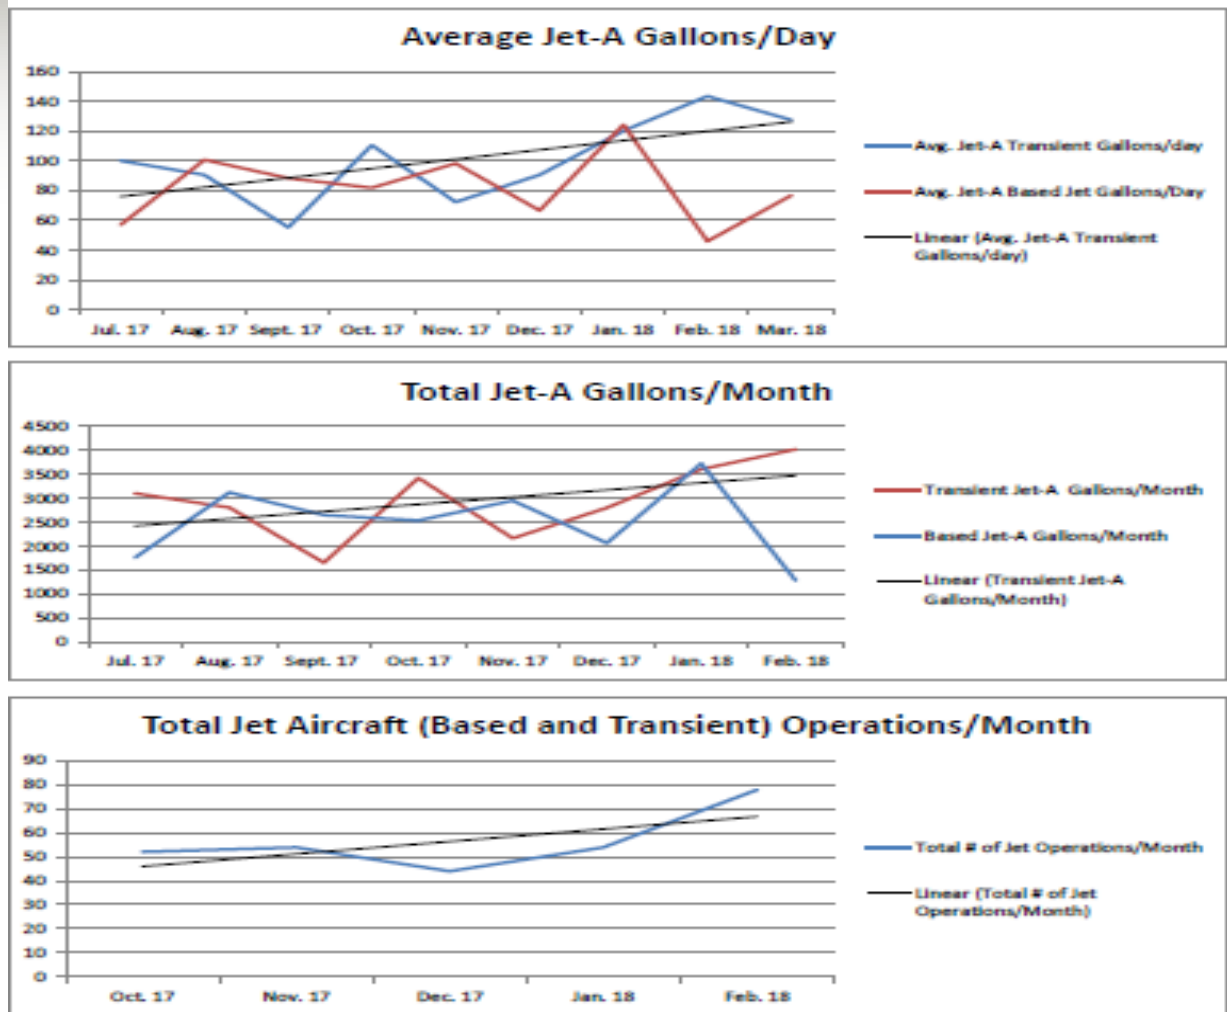 Average Jet-A Gallons/Day
160
140
120
100
80
60
40
20
0
Jul. 17 Aug. 17 Sept. 17 Oct. 17 Nov. 17 Dec. 17 Jan. 18 Feb. 18 Mar. 18
Avg. Jet-A Transient Gallons/day
Avg. Jet-A Based Jet Gallons/Day
Linear (Avg. Jet-A Transient
Gallons/day)
Total Jet-A Gallons/Month
4500
4000
3500
3000
2500
2000
1500
1000
500
0
Jul. 17 Aug. 17 Sept. 17 Oct. 17 Nov. 17 Dec. 17 Jan. 18 Feb. 18
Transient Jet-A Gallons/Month
Based Jet-A Gallons/Month
Linear (Transient Jet-A
Gallons/Month)
Total Jet Aircraft (Based and Transient) Operations/Month
90
80
70
60
50
40
30
20
10
0
Oct. 17 Nov. 17 Dec. 17 Jan. 18 Feb. 18
Total # of Jet Operations/Month
Linear (Total # of Jet
Operations/Month)